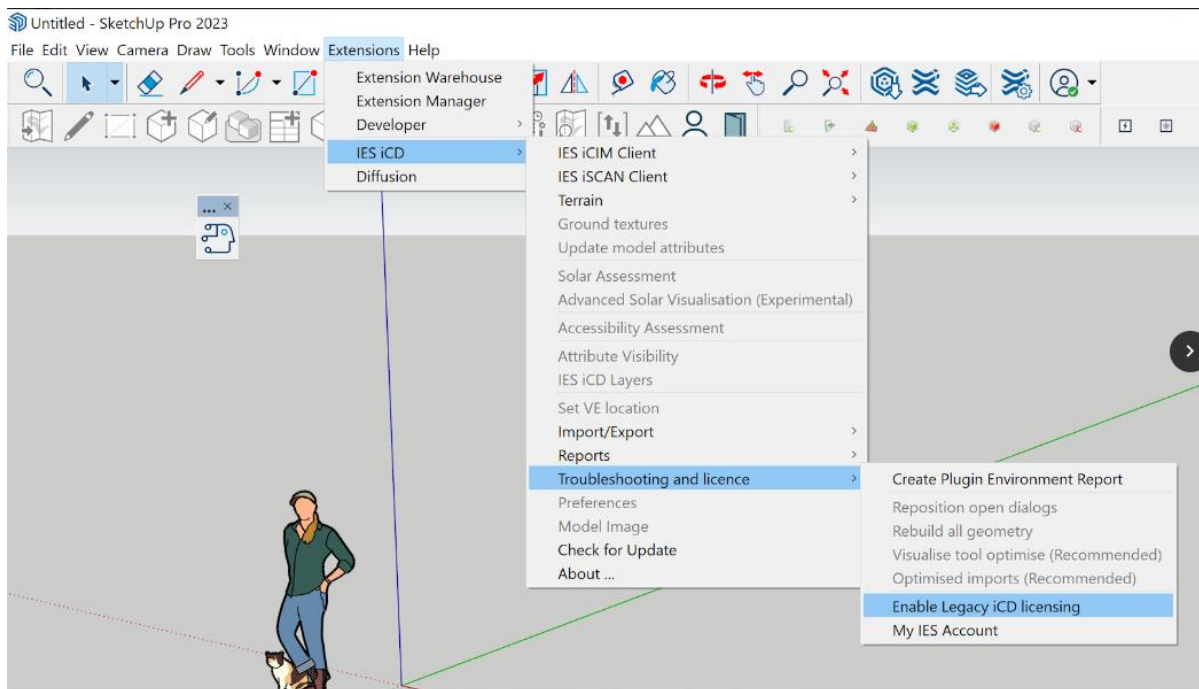 Untitled - SketchUp Pro 2023
File Edit View Camera Draw Tools Window Extensions Help
Extension Warehouse
Extension Manager
Developer
IES iCD
Diffusion
IES iCIM Client
IES iSCAN Client
Terrain
Ground textures
Update model attributes
Solar Assessment
Advanced Solar Visualisation (Experimental)
Accessibility Assessment
Attribute Visibility
IES iCD Layers
Set VE location
Import/Export
Reports
Troubleshooting and licence
Preferences
Model Image
Check for Update
About ...
Create Plugin Environment Report
Reposition open dialogs
Rebuild all geometry
Visualise tool optimise (Recommended)
Optimised imports (Recommended)
Enable Legacy iCD licensing
My IES Account